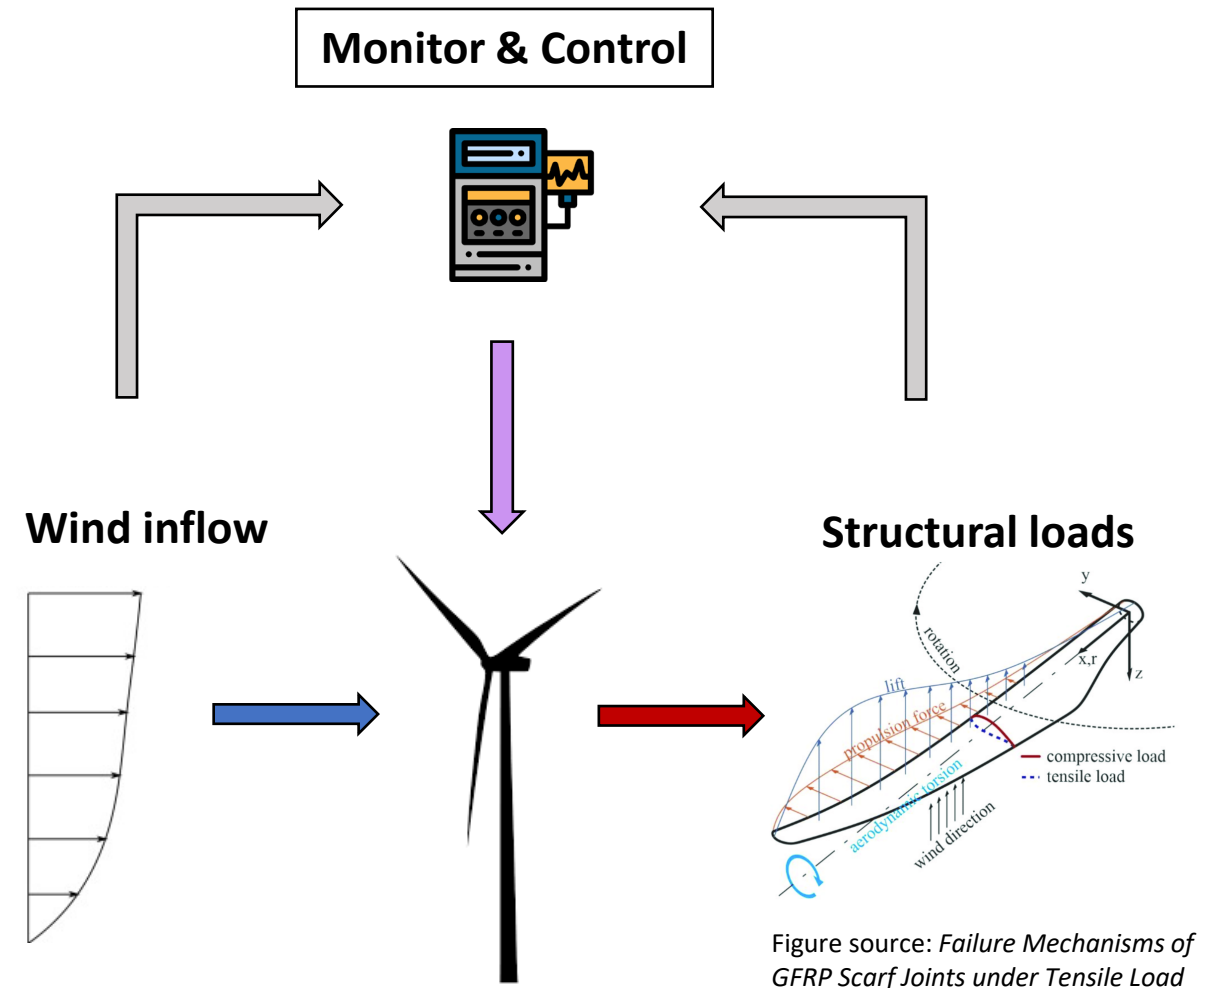 Monitor & Control
Wind inflow
Structural loads
y
rotation
x,r
z
lift
propulsion force
compressive load
tensile load
aerodynamic torsion
wind direction
Figure source: Failure Mechanisms of
GFRP Scarf Joints under Tensile Load